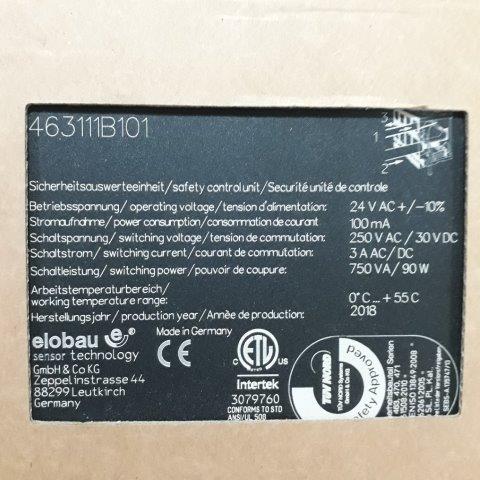 463111B101
3
1
2
Sicherheitsauswerteeinheit/safety control unit/Securité unité de controle
Betriebsspannung/operating voltage/tension d'alimentation: 24 V AC +/-10%
Stromaufnahme/power consumption/consommation de courant 100 mA
Schaltspannung/switching voltage/tension de commutation: 250 V AC / 30 V DC
Schaltstrom/switching current/courant de commutation: 3 A AC/DC
Schaltleistung/switching power/pouvoir de coupure: 750 VA/90 W
Arbeitstemperaturbereich/
working temperature range: 0°C ... + 55 C
Herstellungsjahr/production year/Année de production: 2018
elobau e
sensor technology
GmbH & Co KG
Zeppelinstrasse 44
88299 Leutkirch
Germany
Made in Germany
CE
ETL
Intertek
3079760
CONFORMS TO STD
ANSI/UL 508
TÜV NORD
Safety Approved